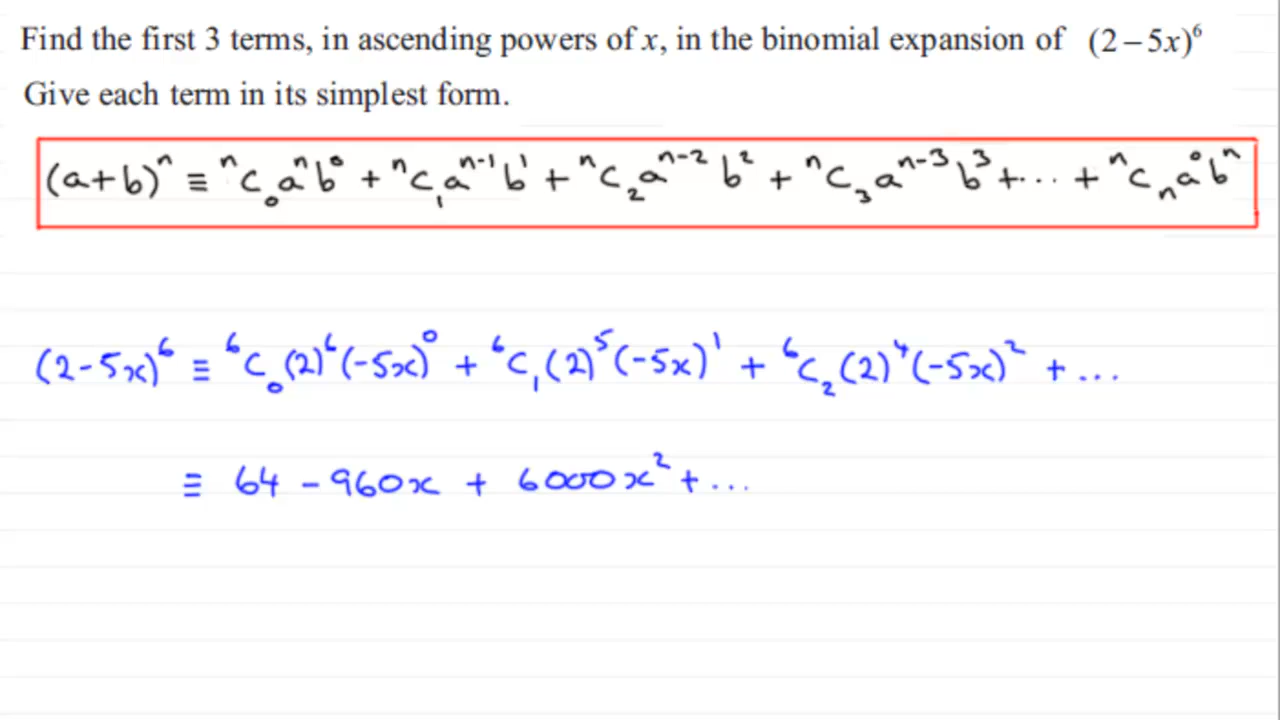 Find the first 3 terms, in ascending powers of x, in the binomial expansion of (2 – 5x)⁶
Give each term in its simplest form.
(a+b)ⁿ ≡ ⁿC₀aⁿb⁰ + ⁿC₁aⁿ⁻¹b¹ + ⁿC₂aⁿ⁻²b² + ⁿC₃aⁿ⁻³b³ +... + ⁿCₙa⁰bⁿ
(2-5x)⁶ ≡ ⁶C₀(2)⁶(-5x)⁰ + ⁶C₁(2)⁵(-5x)¹ + ⁶C₂(2)⁴(-5x)² + ...
≡ 64 - 960x + 6000x² + ...